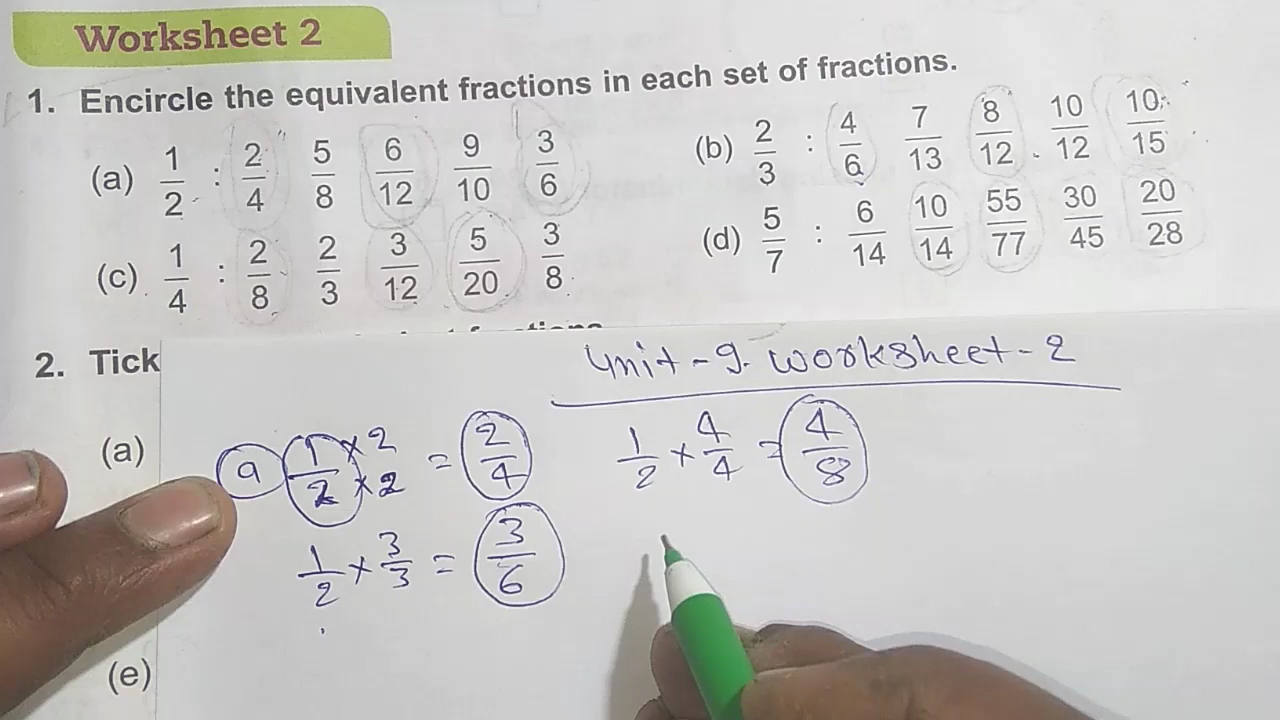 Worksheet 2
1. Encircle the equivalent fractions in each set of fractions.
(a) 1/2 : 2/4 5/8 6/12 9/10 3/6
(b) 2/3 : 4/6 7/13 8/12 10/12 10/15
(c) 1/4 : 2/8 2/3 3/12 5/20 3/8
(d) 5/7 : 6/14 10/14 55/77 30/45 20/28
2. Tick
Unit-9. Worksheet-2
(a)
a 1/2 × 2/2 = 2/4
1/2 × 4/4 = 4/8
1/2 × 3/3 = 3/6
(e)